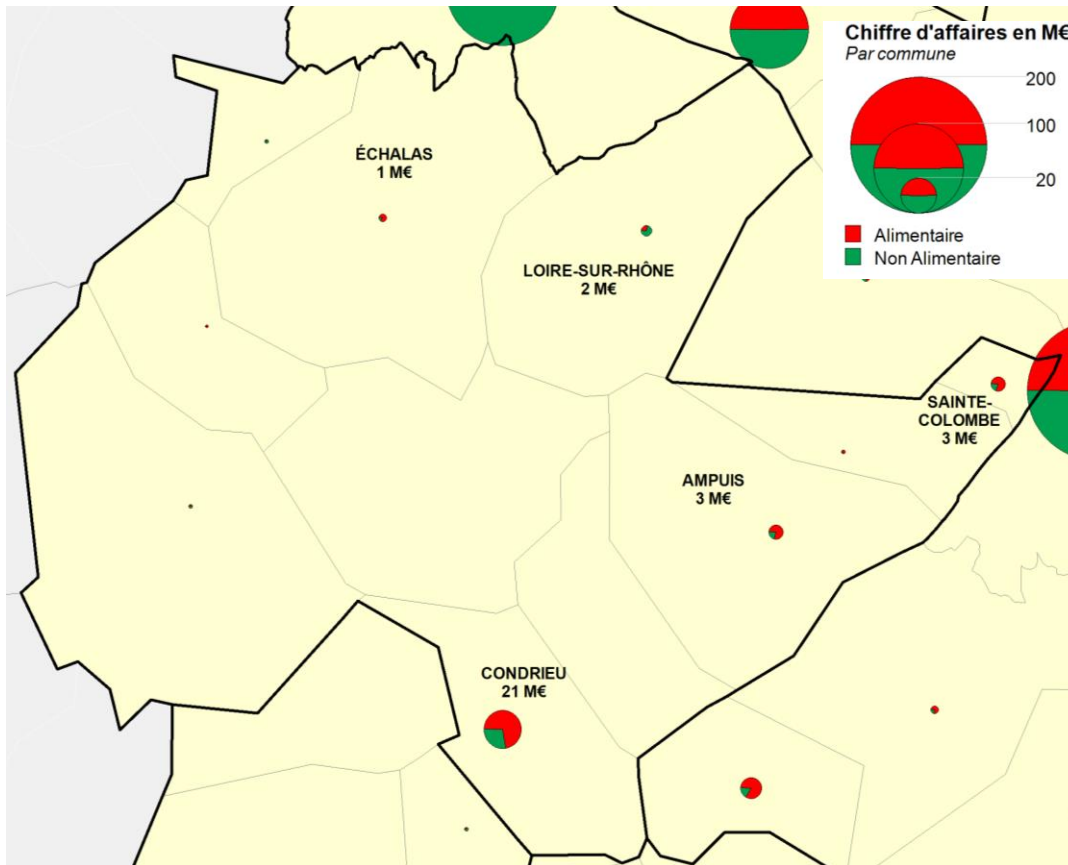 Chiffre d'affaires en M€
Par commune
200
100
20
Alimentaire
Non Alimentaire
ÉCHALAS
1 M€
LOIRE-SUR-RHÔNE
2 M€
SAINTE-
COLOMBE
3 M€
AMPUIS
3 M€
CONDRIEU
21 M€